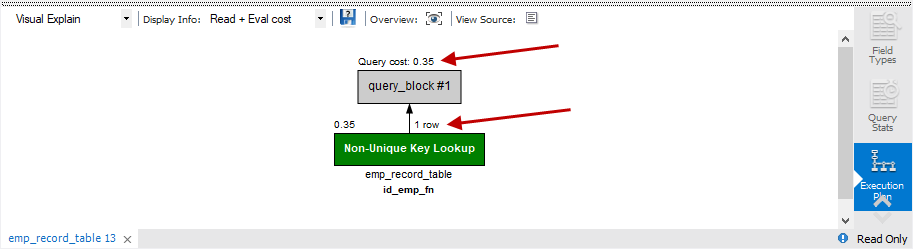 Visual Explain Display Info: Read + Eval cost Overview: View Source:
Query cost: 0.35
query_block #1
0.35 1 row
Non-Unique Key Lookup
emp_record_table
id_emp_fn
Field
Types
Query
Stats
Execution
Plan
emp_record_table 13
Read Only